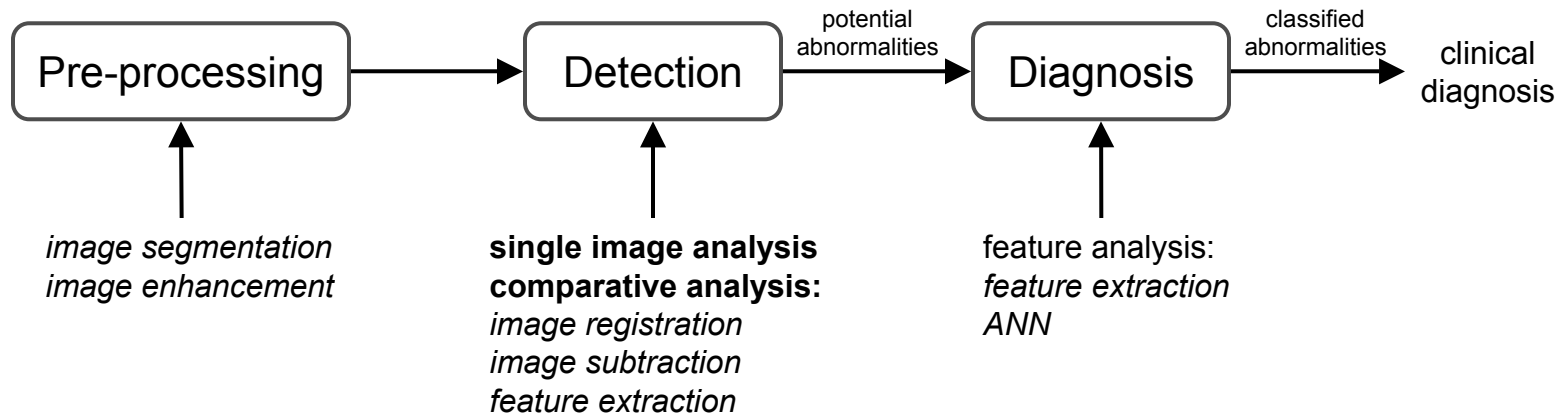 Pre-processing
Detection
potential
abnormalities
Diagnosis
classified
abnormalities
clinical
diagnosis
image segmentation
image enhancement
single image analysis
comparative analysis:
image registration
image subtraction
feature extraction
feature analysis:
feature extraction
ANN